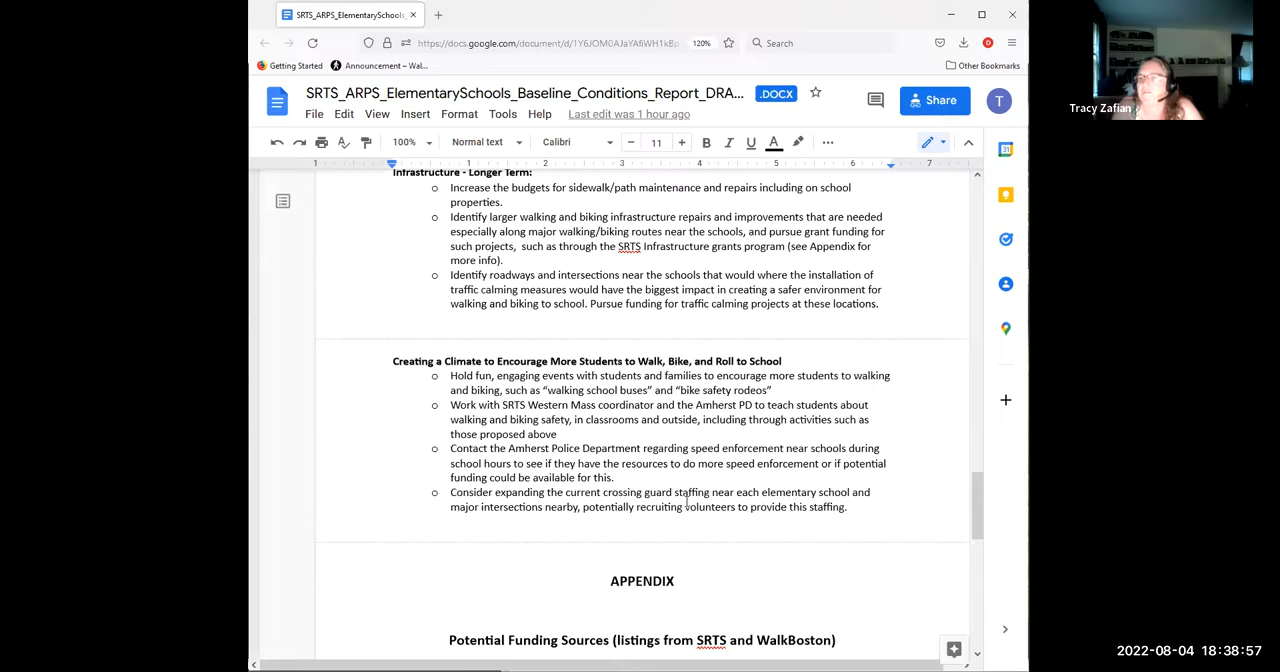 SRTS_ARPS_ElementarySchools_
https://docs.google.com/document/d/1Y6JOM0AJaYAfiWH1kBp
120%
Search
Getting Started
Announcement – Wal...
Other Bookmarks
SRTS_ARPS_ElementarySchools_Baseline_Conditions_Report_DRA...
.DOCX
Share
T
File Edit View Insert Format Tools Help
Last edit was 1 hour ago
100%
Normal text
Calibri
11
B I U A
1 1 2 3 4 5 6 7
Infrastructure - Longer Term:
o Increase the budgets for sidewalk/path maintenance and repairs including on school
properties.
o Identify larger walking and biking infrastructure repairs and improvements that are needed
especially along major walking/biking routes near the schools, and pursue grant funding for
such projects, such as through the SRTS Infrastructure grants program (see Appendix for
more info).
o Identify roadways and intersections near the schools that would where the installation of
traffic calming measures would have the biggest impact in creating a safer environment for
walking and biking to school. Pursue funding for traffic calming projects at these locations.
Creating a Climate to Encourage More Students to Walk, Bike, and Roll to School
o Hold fun, engaging events with students and families to encourage more students to walking
and biking, such as “walking school buses” and “bike safety rodeos”
o Work with SRTS Western Mass coordinator and the Amherst PD to teach students about
walking and biking safety, in classrooms and outside, including through activities such as
those proposed above
o Contact the Amherst Police Department regarding speed enforcement near schools during
school hours to see if they have the resources to do more speed enforcement or if potential
funding could be available for this.
o Consider expanding the current crossing guard staffing near each elementary school and
major intersections nearby, potentially recruiting volunteers to provide this staffing.
APPENDIX
Potential Funding Sources (listings from SRTS and WalkBoston)
Tracy Zafian
2022-08-04 18:38:57